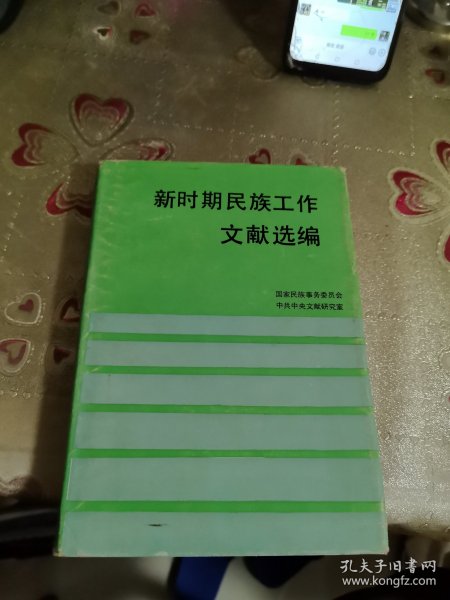 新时期民族工作
文献选编
国家民族事务委员会
中共中央文献研究室
孔夫子旧书网
www.kongfz.com